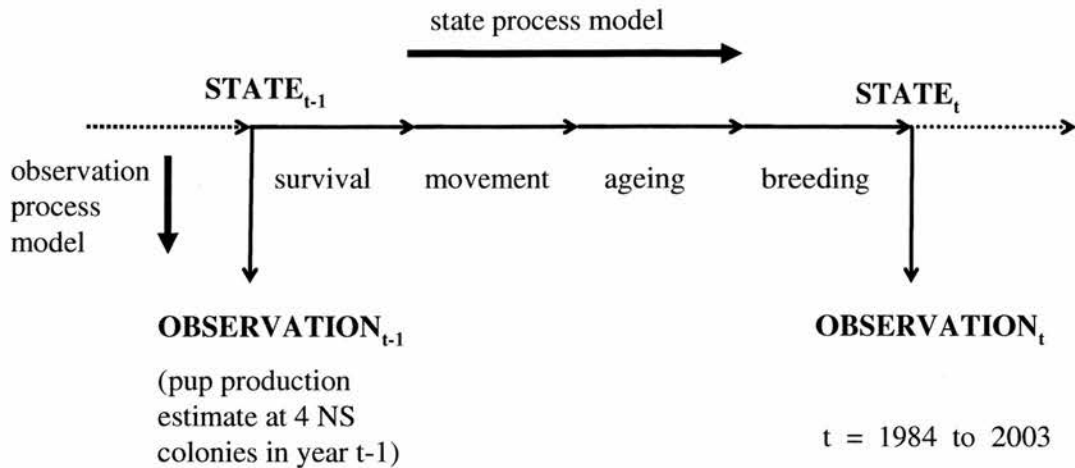 state process model
STATE_t-1
STATE_t
observation
process
model
survival movement ageing breeding
OBSERVATION_t-1
OBSERVATION_t
(pup production
estimate at 4 NS
colonies in year t-1)
t = 1984 to 2003